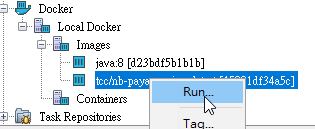 Docker
Local Docker
Images
java:8 [d23bdf5b1b1b]
Run...
Containers
Tag...
Task Repositories